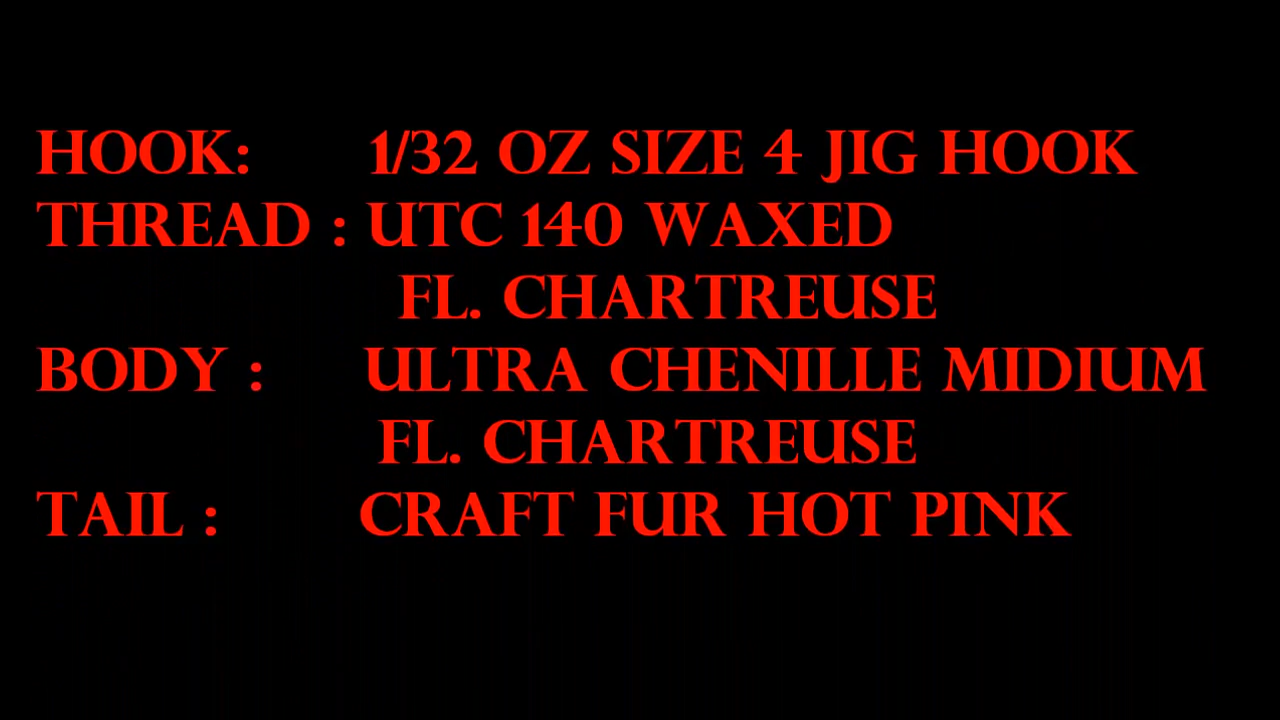 HOOK: 1/32 OZ SIZE 4 JIG HOOK
THREAD : UTC 140 WAXED
FL. CHARTREUSE
BODY : ULTRA CHENILLE MIDIUM
FL. CHARTREUSE
TAIL : CRAFT FUR HOT PINK